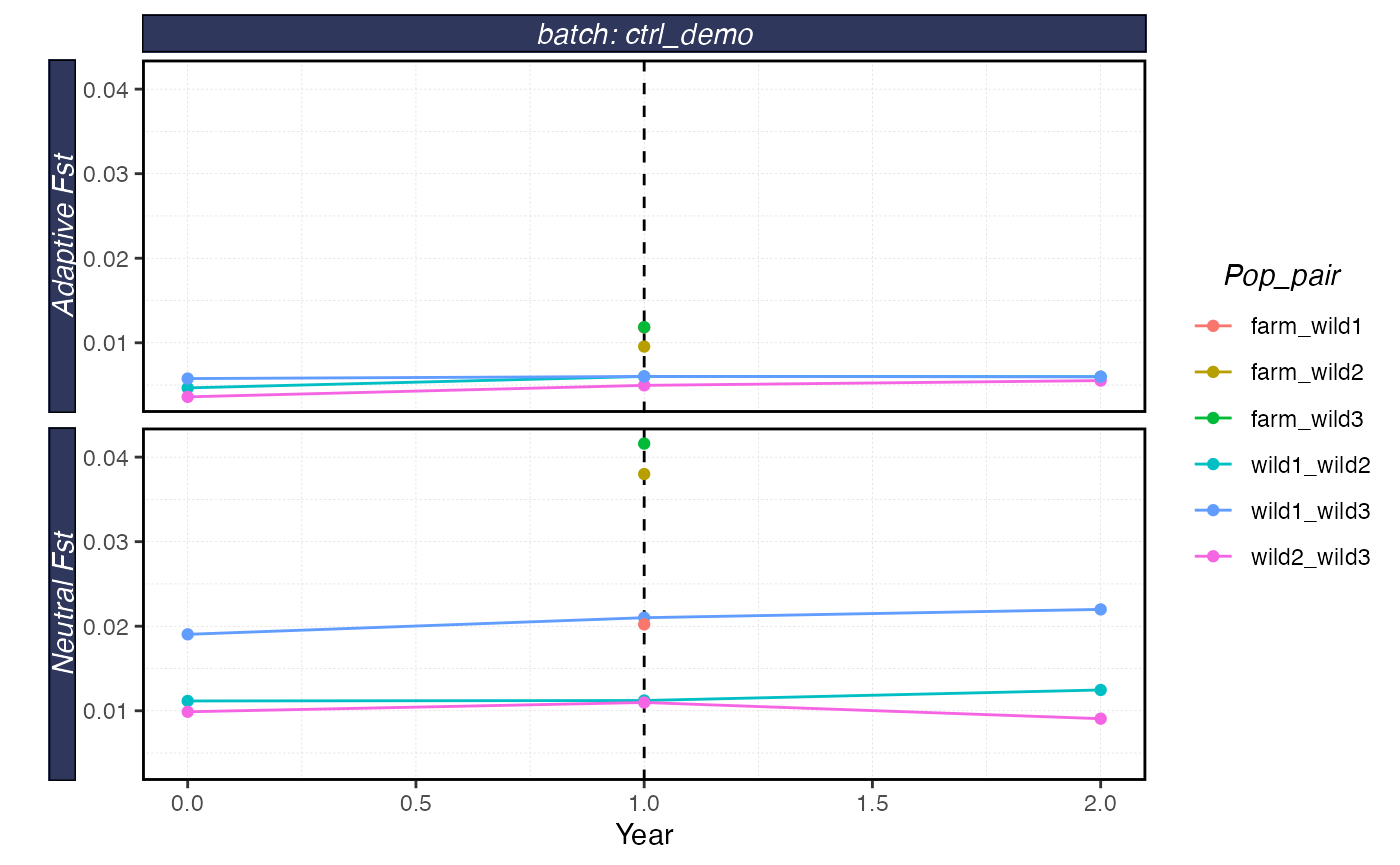 batch: ctrl_demo
Adaptive Fst
0.04
0.03
0.02
0.01
Neutral Fst
0.04
0.03
0.02
0.01
0.0 0.5 1.0 1.5 2.0
Year
Pop_pair
farm_wild1
farm_wild2
farm_wild3
wild1_wild2
wild1_wild3
wild2_wild3